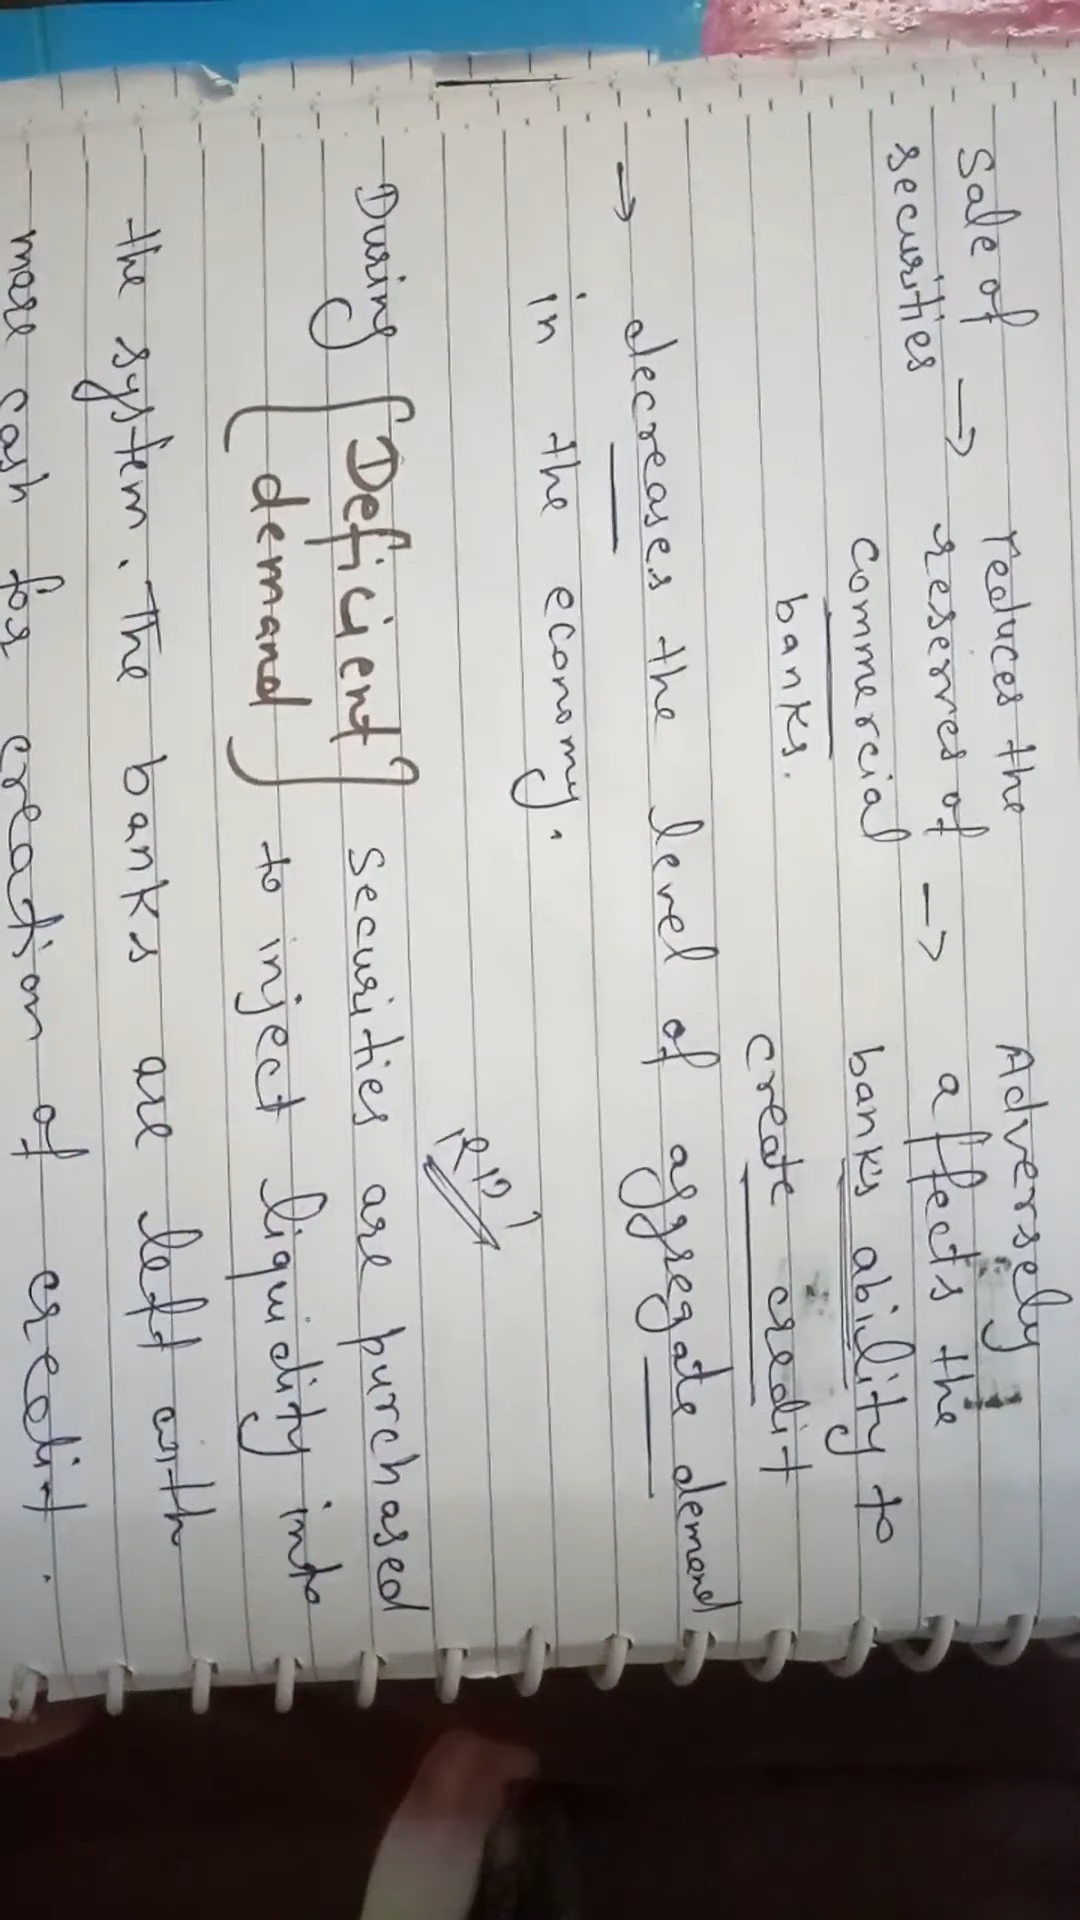 Sale of → reduces the Adversely
securities reserves of → affects the
commercial bank's ability to
banks. create credit
→ decreases the level of aggregate demand
in the economy.
During [Deficient securities are purchased
demand] to inject liquidity into
the system. The banks are left with
more cash for creation of credit.